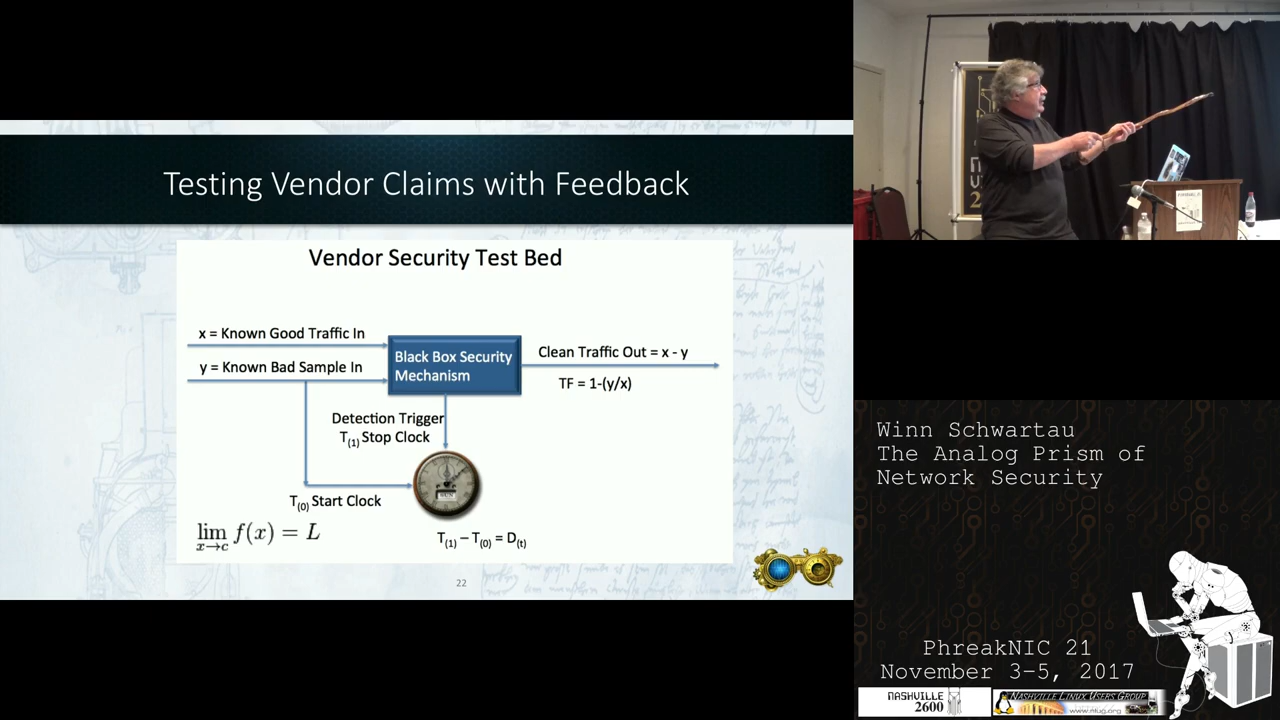 Testing Vendor Claims with Feedback
Vendor Security Test Bed
x = Known Good Traffic In
y = Known Bad Sample In
Black Box Security
Mechanism
Clean Traffic Out = x - y
TF = 1-(y/x)
Detection Trigger
T(1) Stop Clock
T(0) Start Clock
lim x→c f(x) = L
T(1) – T(0) = D(t)
22
Winn Schwartau
The Analog Prism of
Network Security
PhreakNIC 21
November 3-5, 2017
NASHVILLE
2600
NASHVILLE LINUX USERS GROUP
www.nlug.org